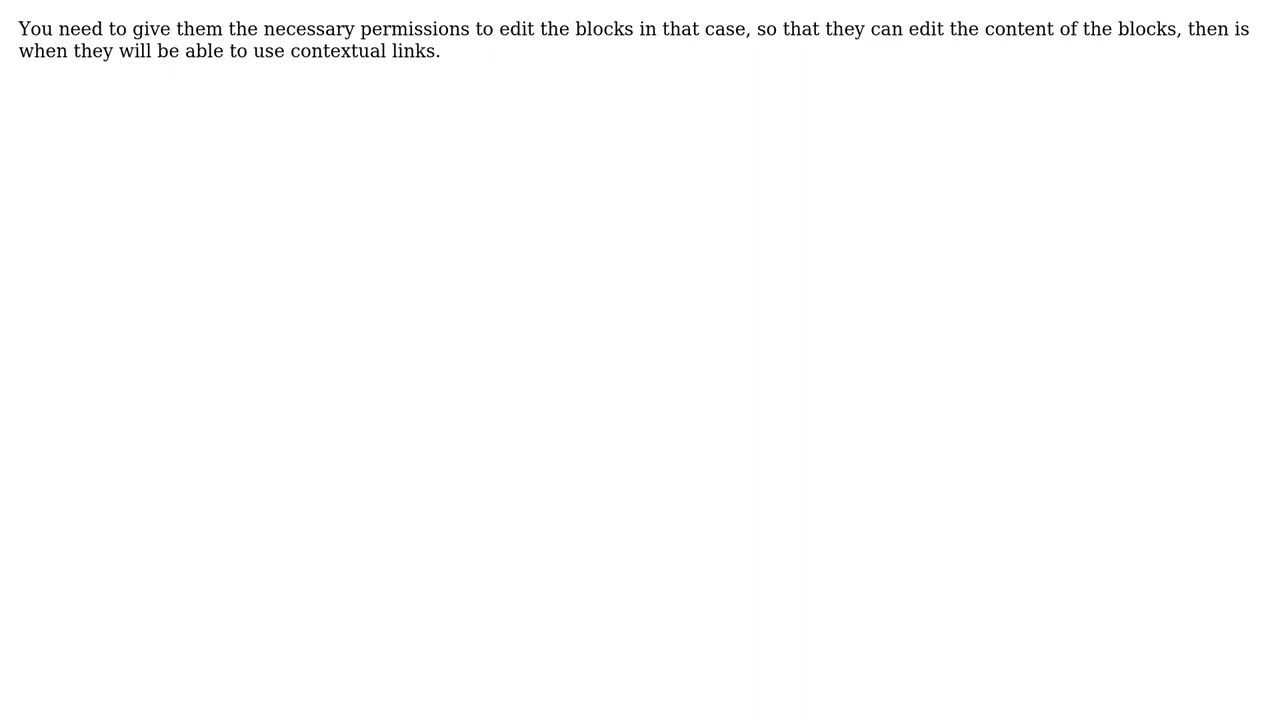 You need to give them the necessary permissions to edit the blocks in that case, so that they can edit the content of the blocks, then is
when they will be able to use contextual links.